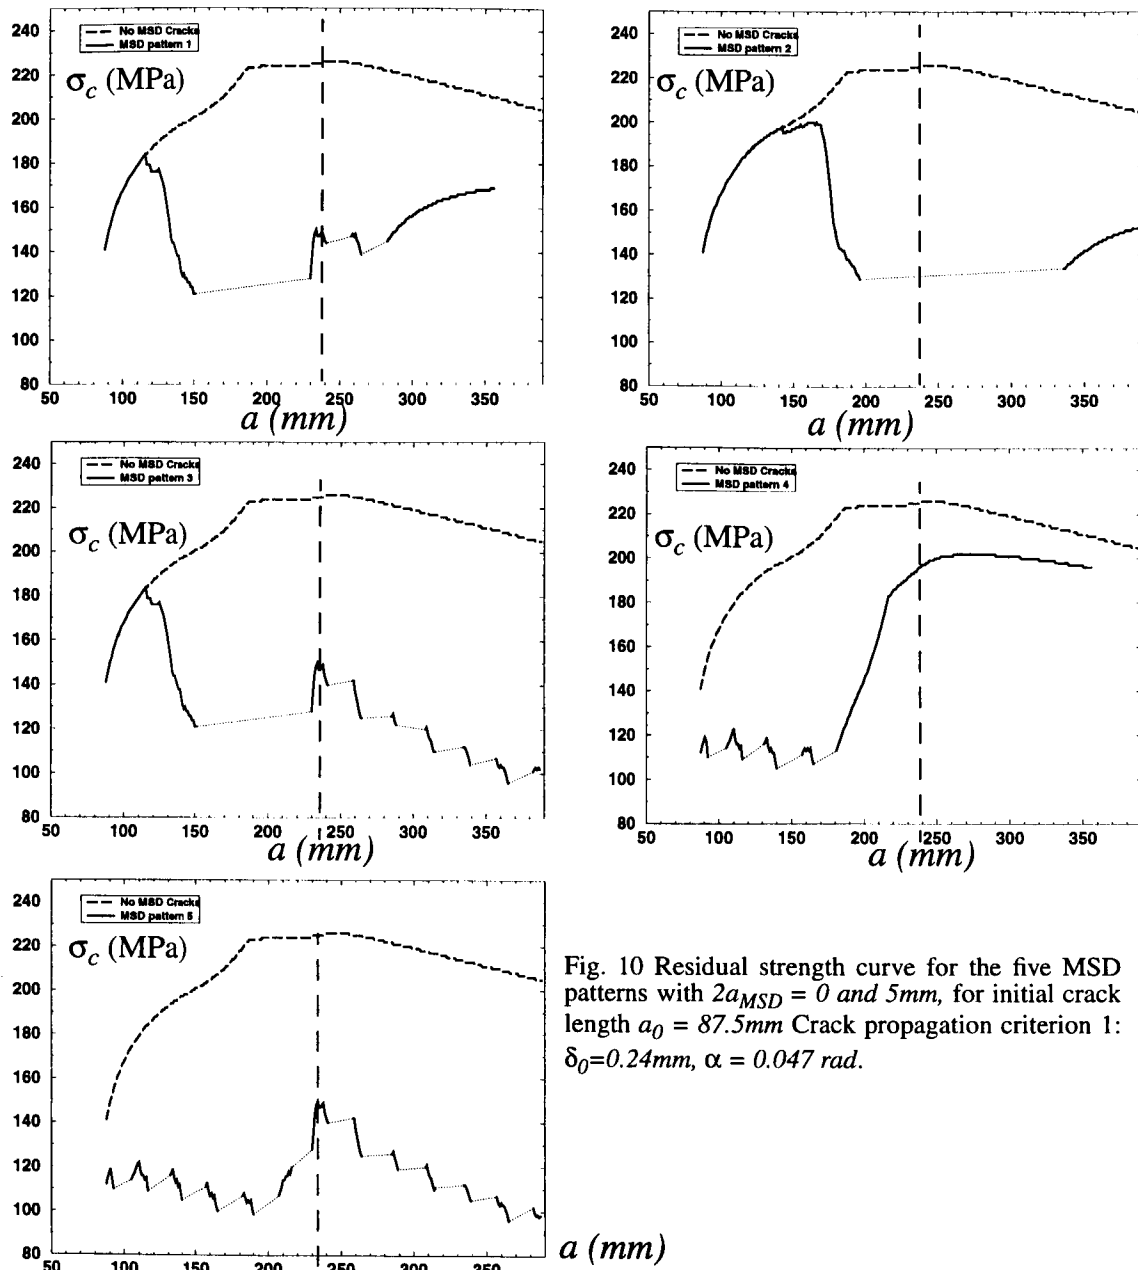 240
220
200
180
160
140
120
100
80
No MSD Cracks
MSD pattern 1
σc (MPa)
50 100 150 200 250 300 350
a (mm)
240
220
200
180
160
140
120
100
80
No MSD Cracks
MSD pattern 2
σc (MPa)
50 100 150 200 250 300 350
a (mm)
240
220
200
180
160
140
120
100
80
No MSD Cracks
MSD pattern 3
σc (MPa)
50 100 150 200 250 300 350
a (mm)
240
220
200
180
160
140
120
100
80
No MSD Cracks
MSD pattern 4
σc (MPa)
50 100 150 200 250 300 350
a (mm)
240
220
200
180
160
140
120
100
80
No MSD Cracks
MSD pattern 5
σc (MPa)
50 100 150 200 250 300 350
a (mm)
Fig. 10 Residual strength curve for the five MSD
patterns with 2aMSD = 0 and 5mm, for initial crack
length a0 = 87.5mm Crack propagation criterion 1:
δ0=0.24mm, α = 0.047 rad.